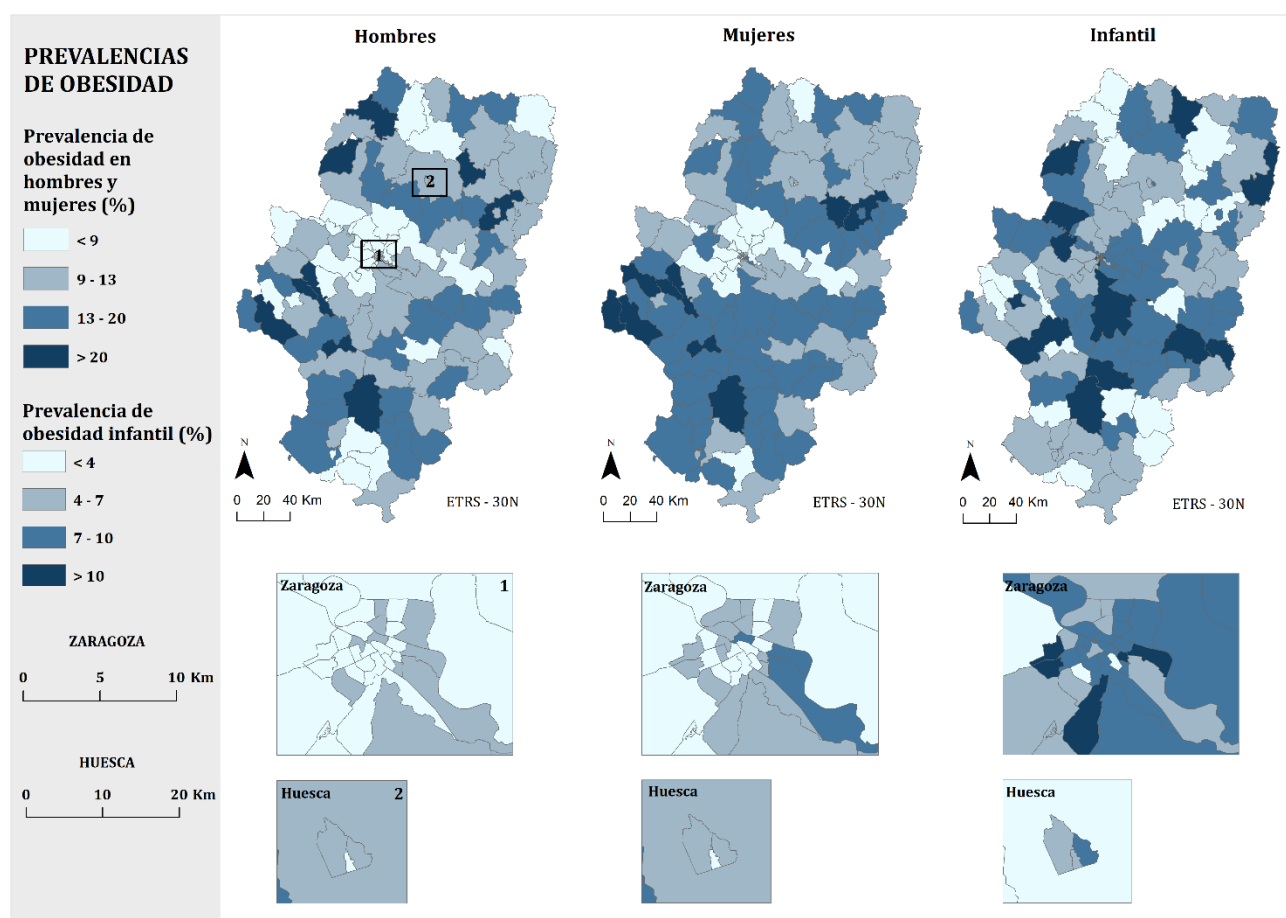 PREVALENCIAS
DE OBESIDAD
Prevalencia de
obesidad en
hombres y
mujeres (%)
< 9
9 - 13
13 - 20
> 20
Prevalencia de
obesidad infantil (%)
< 4
4 - 7
7 - 10
> 10
ZARAGOZA
0 5 10 Km
HUESCA
0 10 20 Km
Hombres
2
1
N
0 20 40 Km
ETRS - 30N
Mujeres
N
0 20 40 Km
ETRS - 30N
Infantil
N
0 20 40 Km
ETRS - 30N
Zaragoza 1
Zaragoza
Zaragoza
Huesca 2
Huesca
Huesca